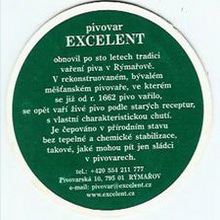 pivovar
EXCELENT
obnovil po sto letech tradici
vaření piva v Rýmařově.
V rekonstruovaném, bývalém
měšťanském pivovaře, ve kterém
se již od r. 1662 pivo vařilo,
se opět vaří živé pivo podle starých receptur,
s vlastní charakteristickou chutí.
Je čepováno v přírodním stavu
bez tepelné a chemické stabilizace,
takové, jaké mohou pít jen sládci
v pivovarech.
tel.: +420 554 211 777
Pivovarská 10, 795 01 RÝMAŘOV
e-mail: pivovar@excelent.cz
www.excelent.cz